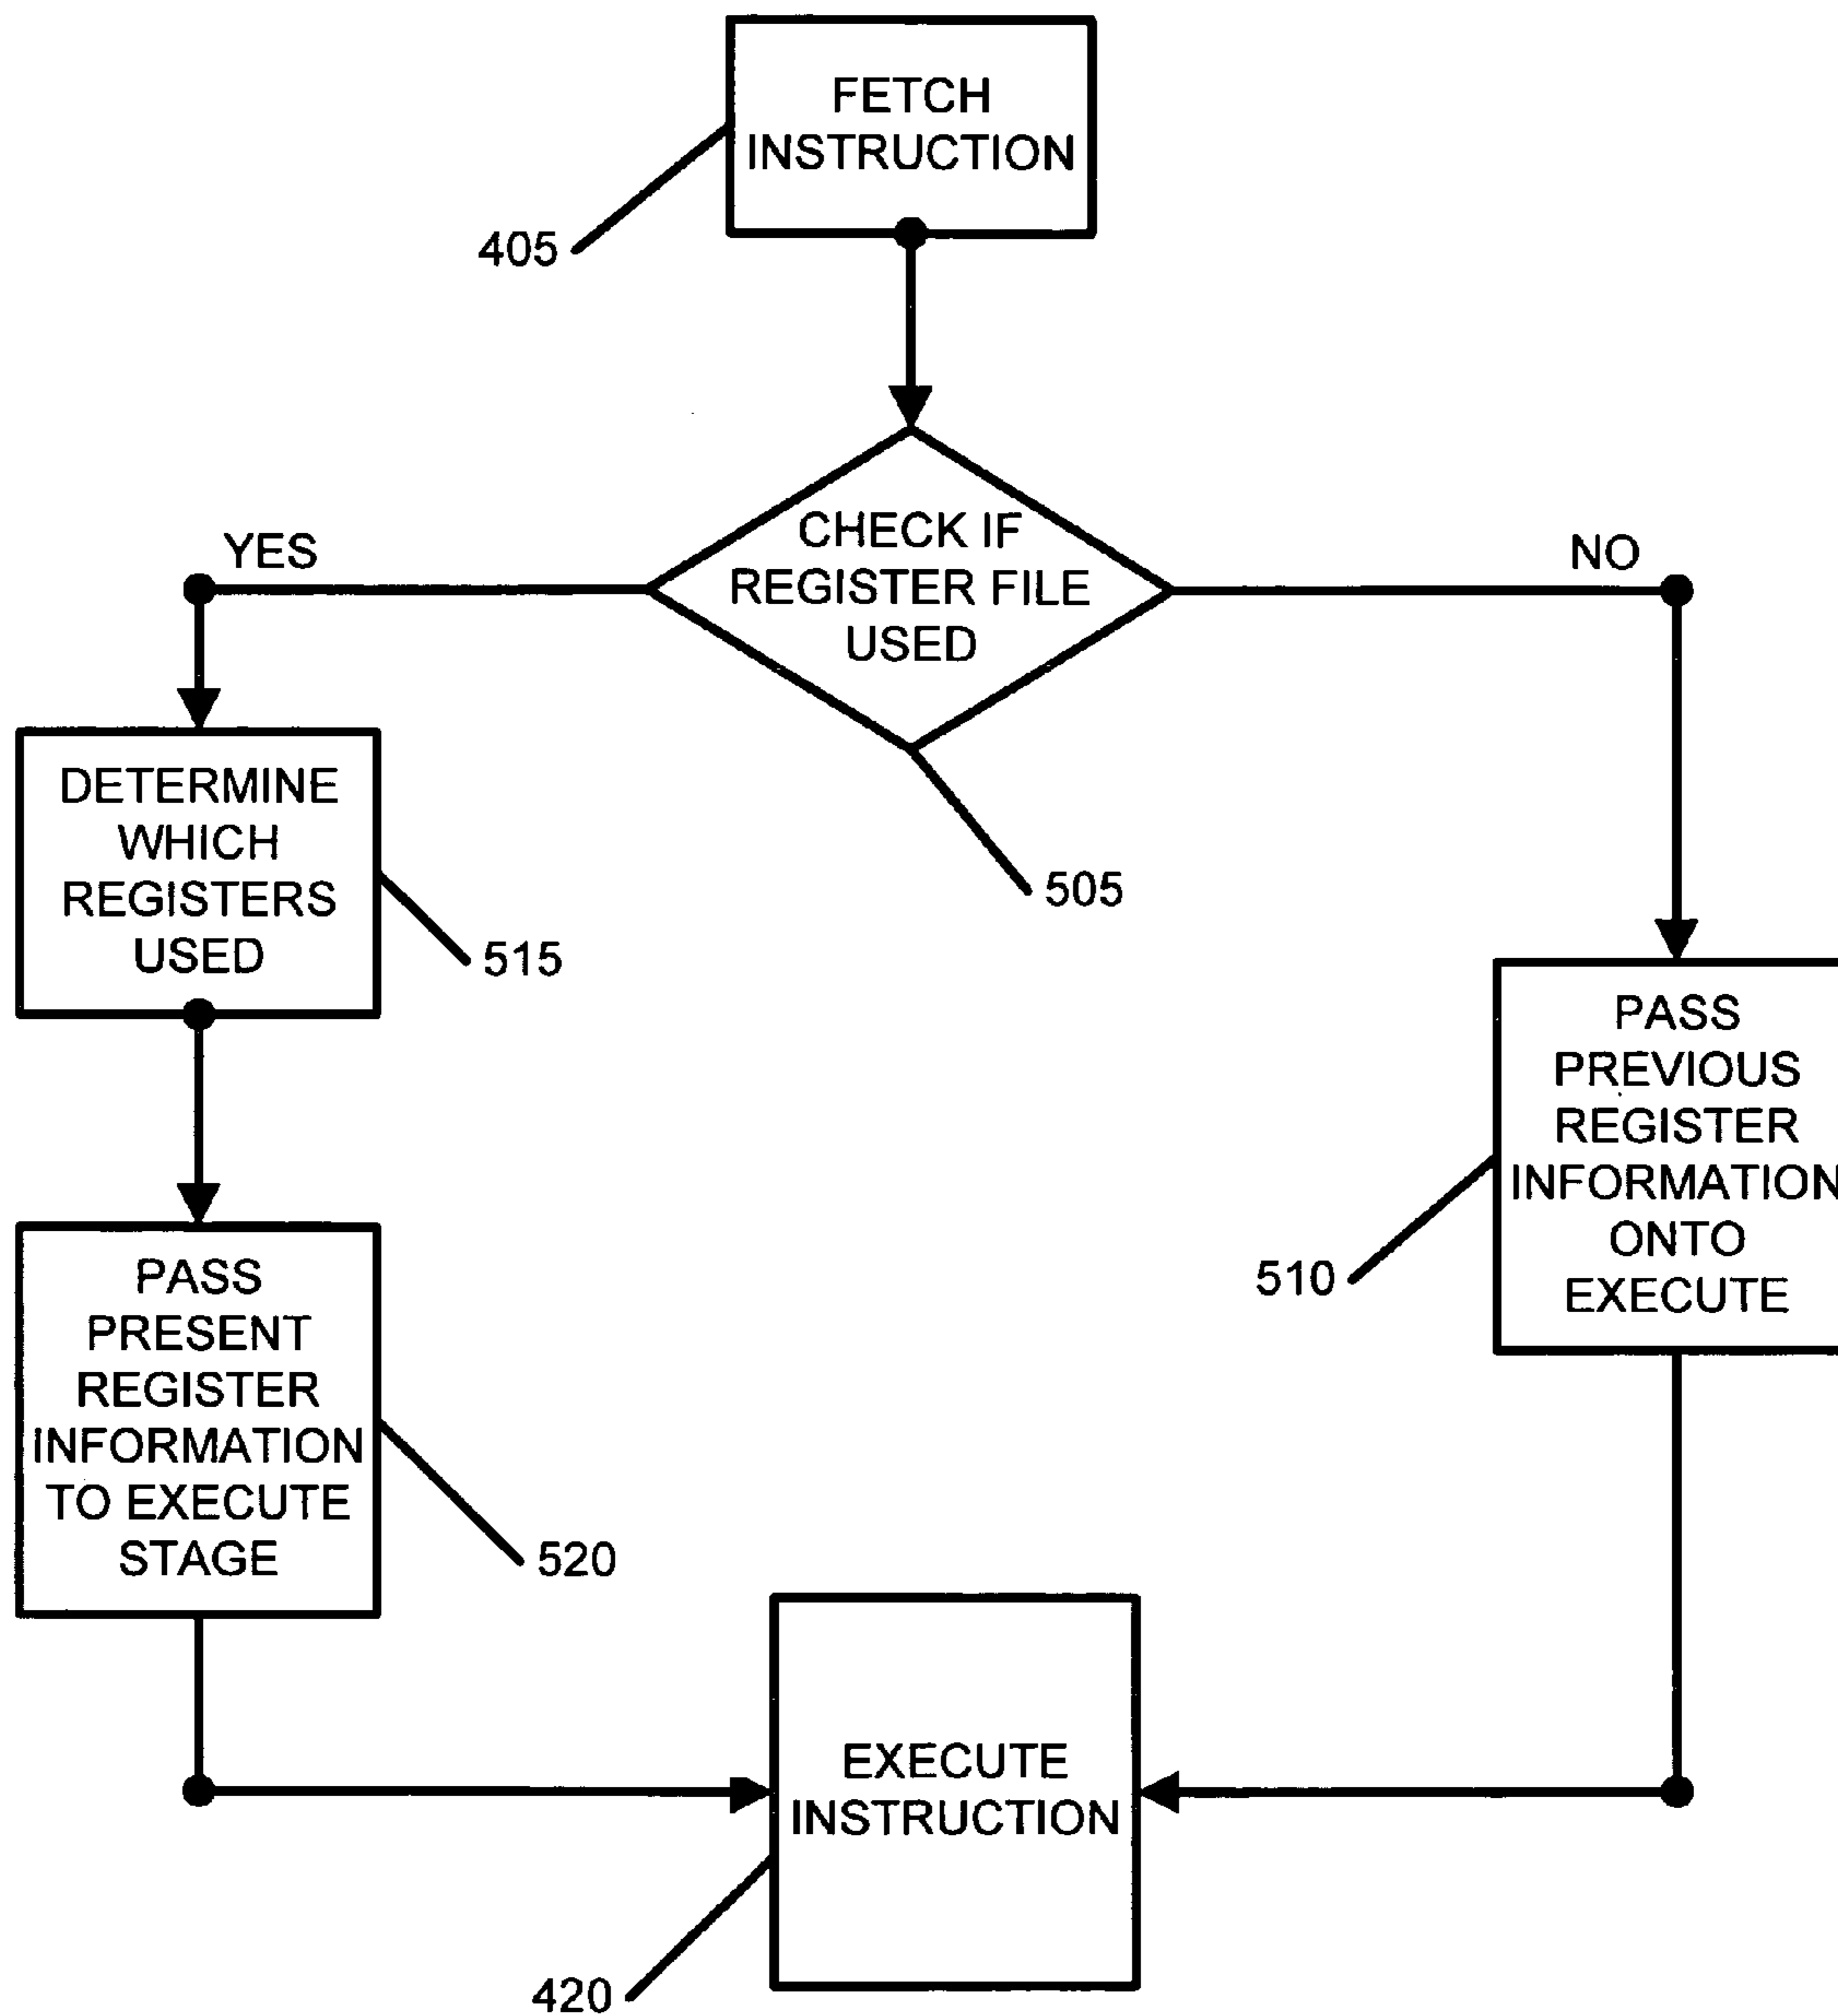 FETCH
INSTRUCTION
405
CHECK IF
REGISTER FILE
USED
YES
NO
505
DETERMINE
WHICH
REGISTERS
USED
515
PASS
PREVIOUS
REGISTER
INFORMATION
ONTO
EXECUTE
510
PASS
PRESENT
REGISTER
INFORMATION
TO EXECUTE
STAGE
520
EXECUTE
INSTRUCTION
420